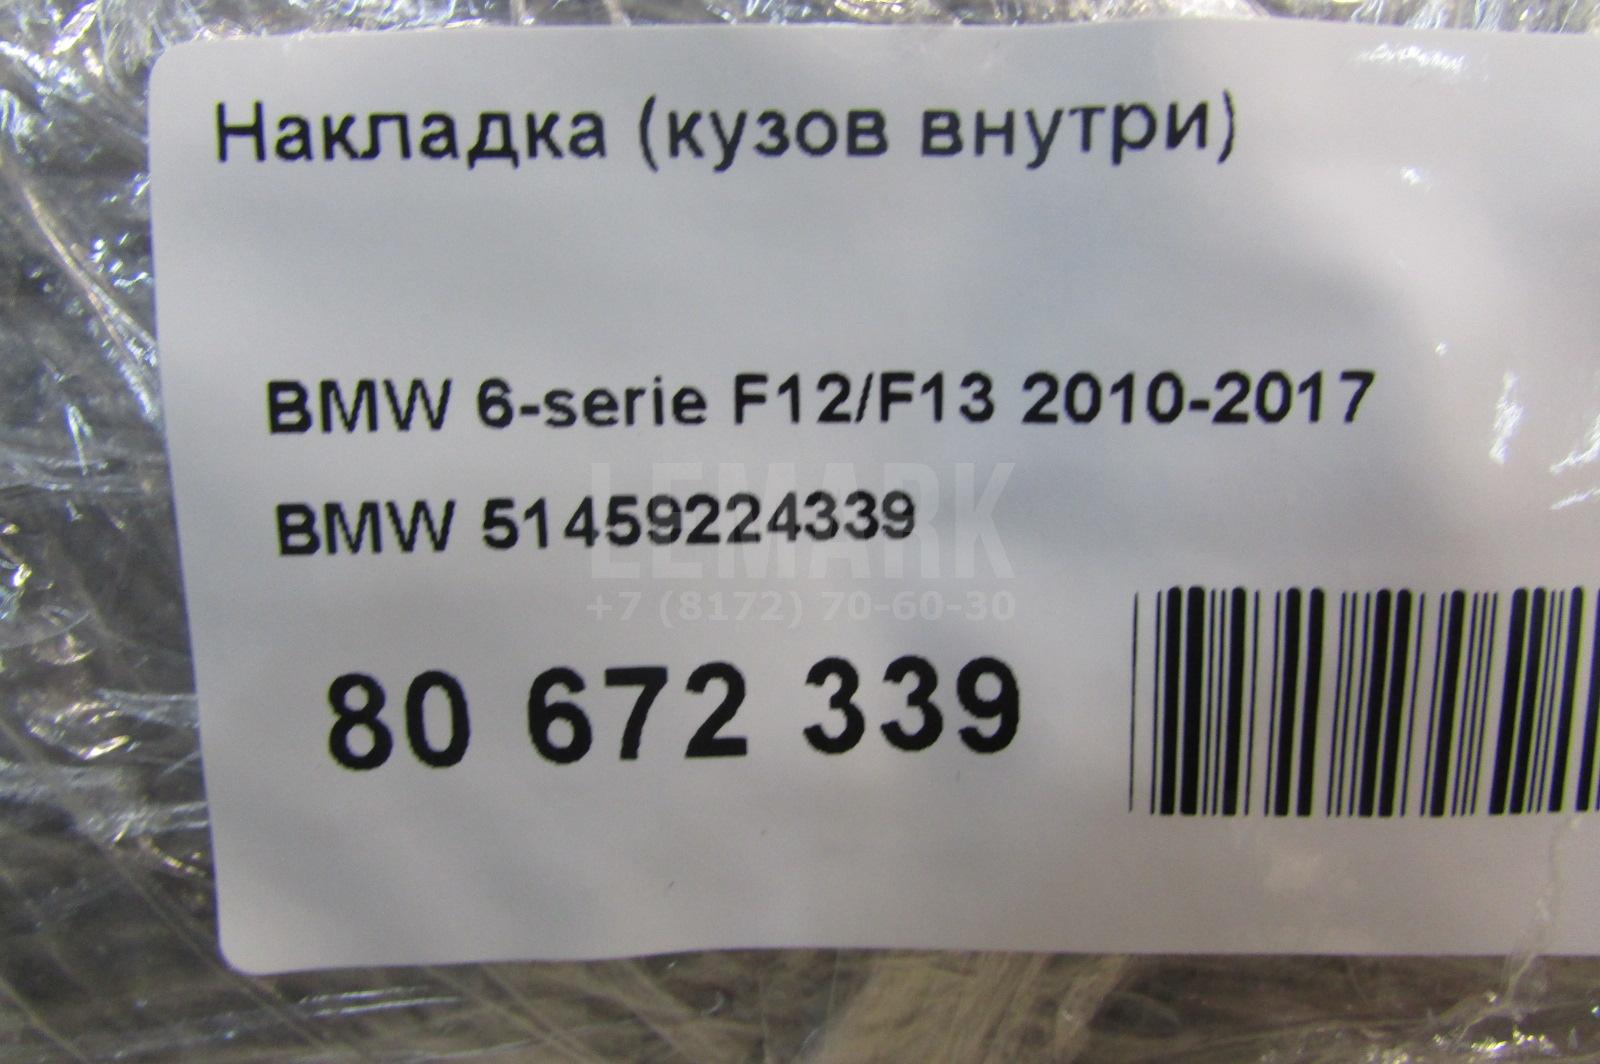 Накладка (кузов внутри)
BMW 6-serie F12/F13 2010-2017
BMW 51459224339
LEMARK
+7 (8172) 70-60-30
80 672 339